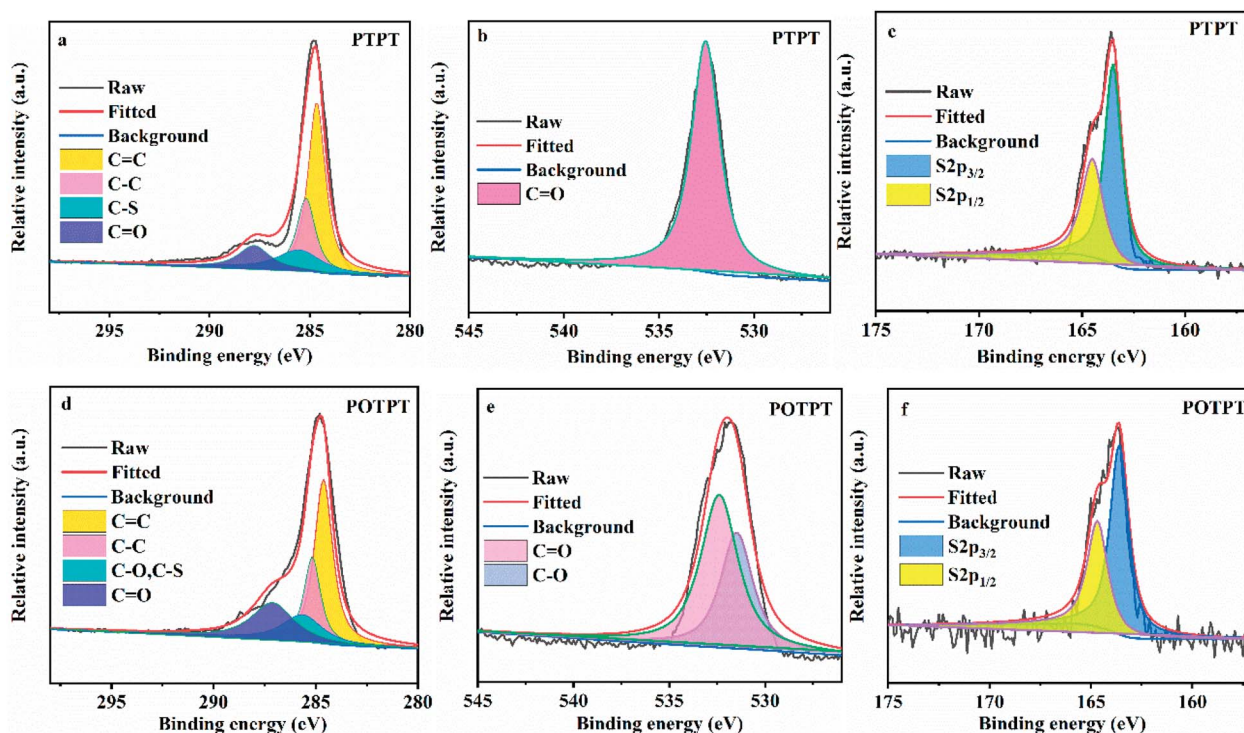 a
PTPT
Raw
Fitted
Background
C=C
C-C
C-S
C=O
Relative intensity (a.u.)
295
290
285
280
Binding energy (eV)
b
PTPT
Raw
Fitted
Background
C=O
Relative intensity (a.u.)
545
540
535
530
Binding energy (eV)
c
PTPT
Raw
Fitted
Background
S2p3/2
S2p1/2
Relative intensity (a.u.)
175
170
165
160
Binding energy (eV)
d
POTPT
Raw
Fitted
Background
C=C
C-C
C-O,C-S
C=O
Relative intensity (a.u.)
295
290
285
280
Binding energy (eV)
e
POTPT
Raw
Fitted
Background
C=O
C-O
Relative intensity (a.u.)
545
540
535
530
Binding energy (eV)
f
POTPT
Raw
Fitted
Background
S2p3/2
S2p1/2
Relative intensity (a.u.)
175
170
165
160
Binding energy (eV)